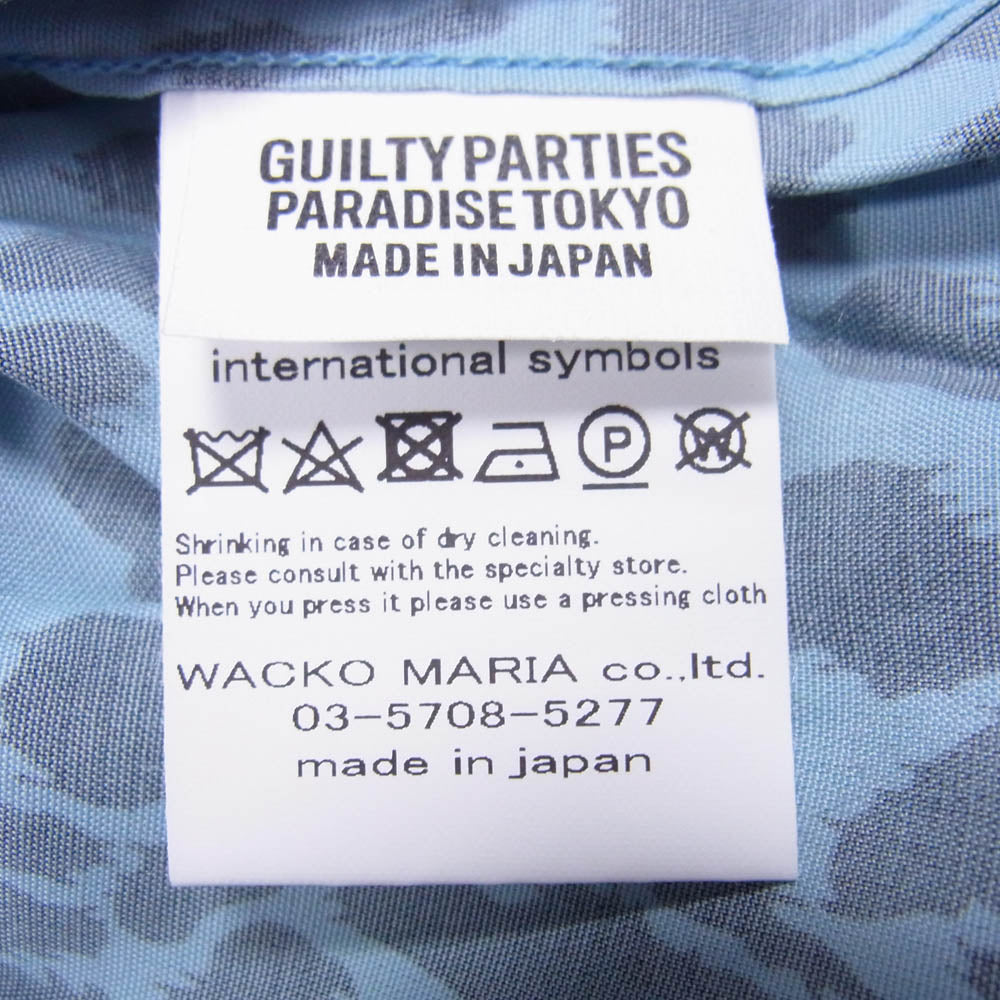 GUILTY PARTIES
PARADISE TOKYO
MADE IN JAPAN
international symbols
P W
Shrinking in case of dry cleaning.
Please consult with the specialty store.
When you press it please use a pressing cloth
WACKO MARIA co.,ltd.
03-5708-5277
made in japan